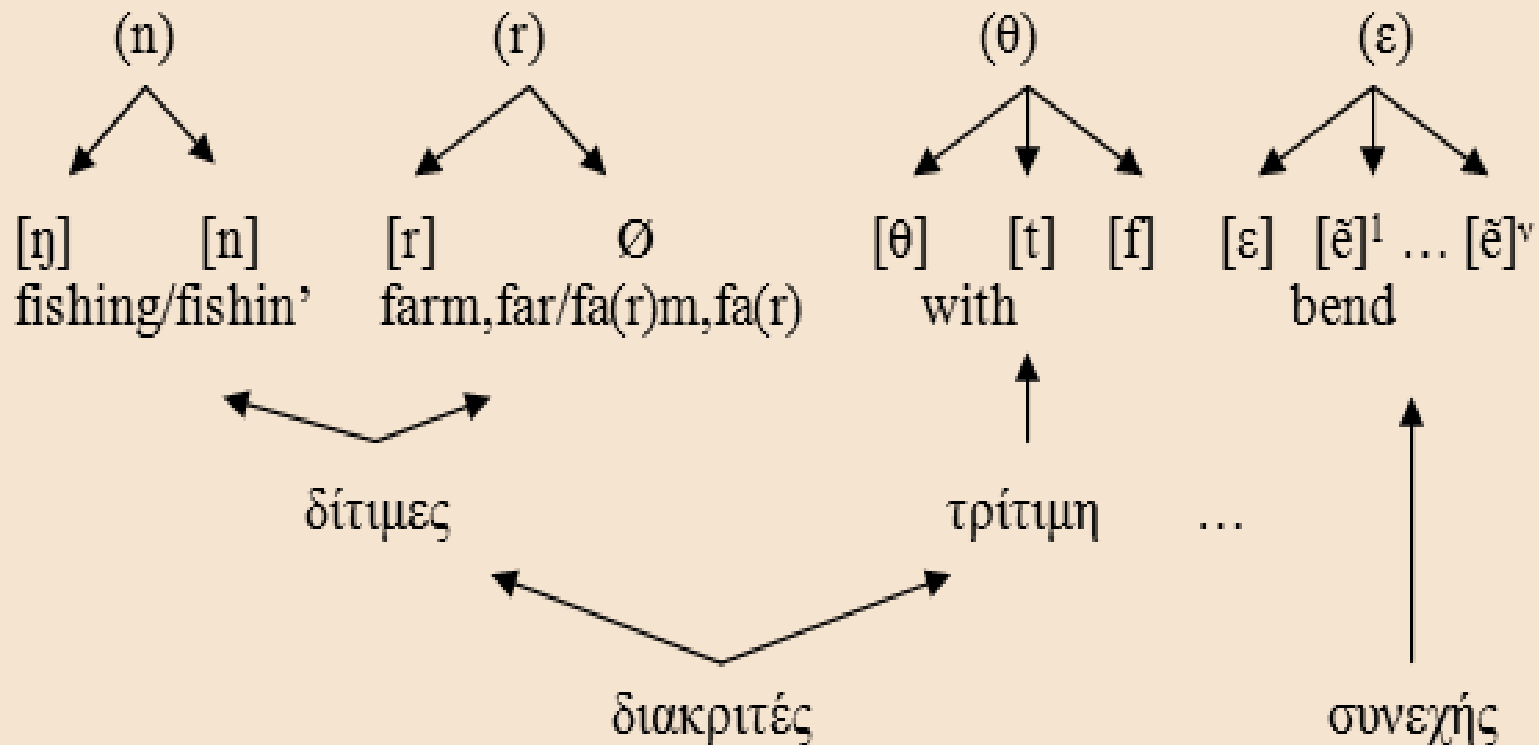 (n) (r) (θ) (ε)
[ŋ] [n] [r] Ø [θ] [t] [f] [ε] [ẽ]¹ … [ẽ]ᵛ
fishing/fishin’ farm,far/fa(r)m,fa(r) with bend
δίτιμες τρίτιμη …
διακριτές συνεχής